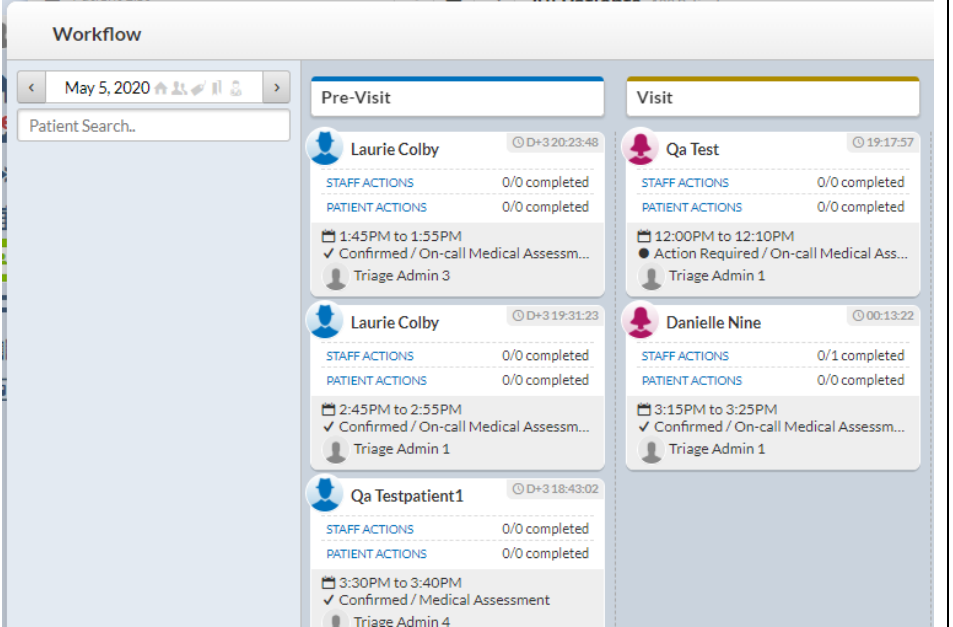 Workflow
May 5, 2020
Patient Search..
Pre-Visit
Laurie Colby
D+3 20:23:48
STAFF ACTIONS 0/0 completed
PATIENT ACTIONS 0/0 completed
1:45PM to 1:55PM
Confirmed / On-call Medical Assessm...
Triage Admin 3
Laurie Colby
D+3 19:31:23
STAFF ACTIONS 0/0 completed
PATIENT ACTIONS 0/0 completed
2:45PM to 2:55PM
Confirmed / On-call Medical Assessm...
Triage Admin 1
Qa Testpatient1
D+3 18:43:02
STAFF ACTIONS 0/0 completed
PATIENT ACTIONS 0/0 completed
3:30PM to 3:40PM
Confirmed / Medical Assessment
Triage Admin 4
Visit
Qa Test
19:17:57
STAFF ACTIONS 0/0 completed
PATIENT ACTIONS 0/0 completed
12:00PM to 12:10PM
Action Required / On-call Medical Ass...
Triage Admin 1
Danielle Nine
00:13:22
STAFF ACTIONS 0/1 completed
PATIENT ACTIONS 0/0 completed
3:15PM to 3:25PM
Confirmed / On-call Medical Assessm...
Triage Admin 1